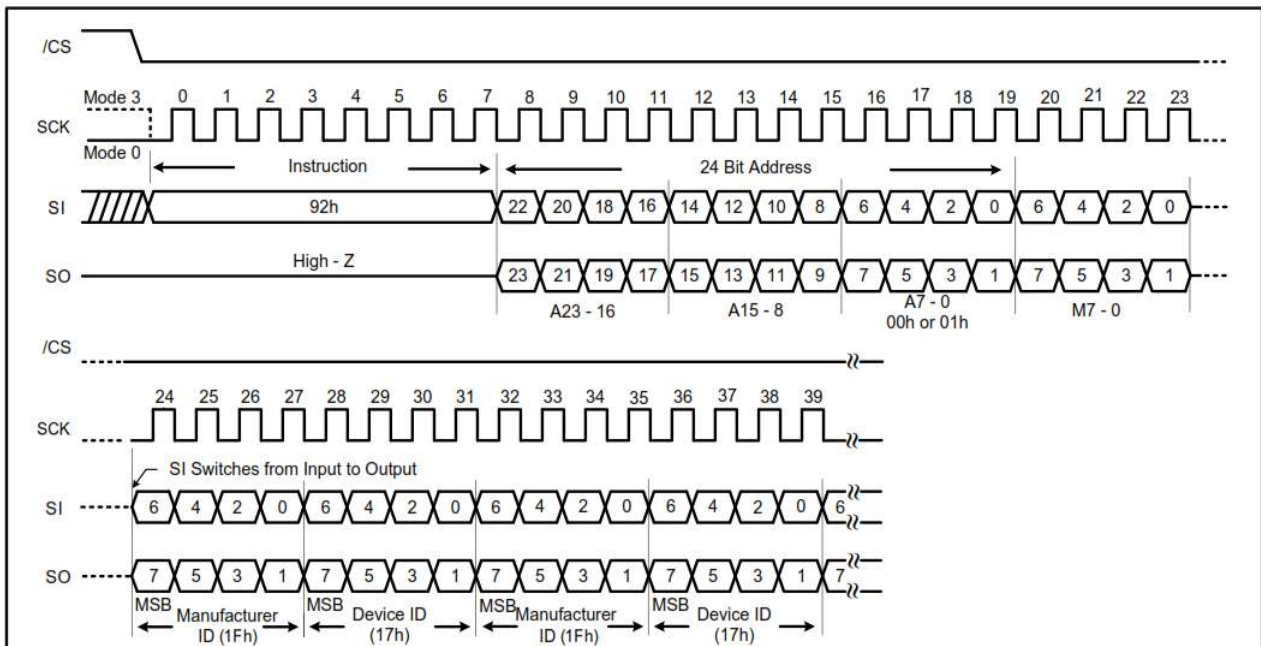 /CS
Mode 3 0 1 2 3 4 5 6 7 8 9 10 11 12 13 14 15 16 17 18 19 20 21 22 23
SCK
Mode 0
Instruction 24 Bit Address
SI 92h 22 20 18 16 14 12 10 8 6 4 2 0 6 4 2 0
High - Z
SO 23 21 19 17 15 13 11 9 7 5 3 1 7 5 3 1
A23 - 16 A15 - 8 A7 - 0 M7 - 0
00h or 01h
/CS
24 25 26 27 28 29 30 31 32 33 34 35 36 37 38 39
SCK
SI Switches from Input to Output
SI 6 4 2 0 6 4 2 0 6 4 2 0 6 4 2 0 6
SO 7 5 3 1 7 5 3 1 7 5 3 1 7 5 3 1 7
MSB MSB MSB MSB
Manufacturer Device ID Manufacturer Device ID
ID (1Fh) (17h) ID (1Fh) (17h)